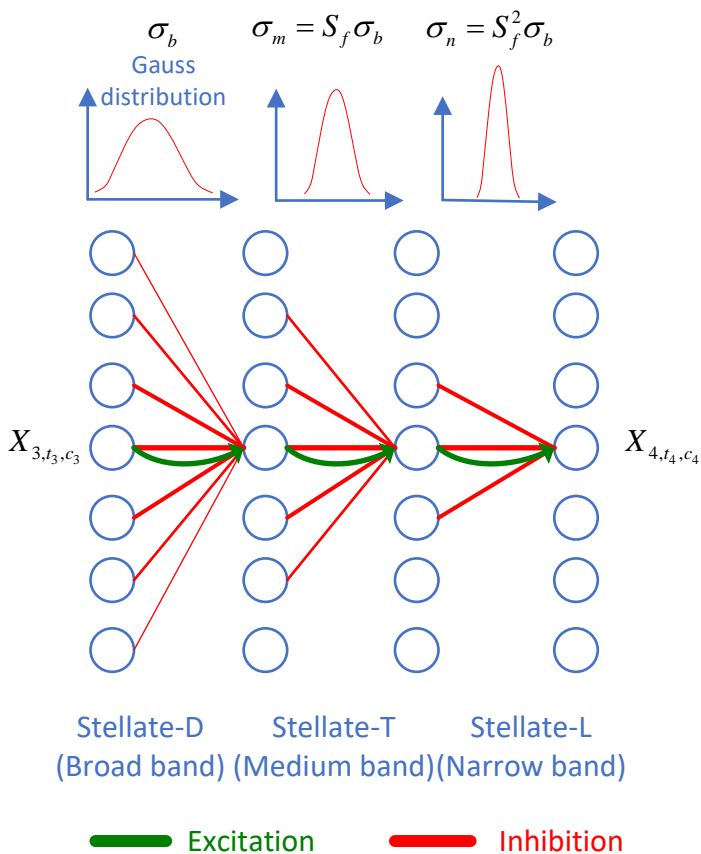 σ_b
σ_m = S_f σ_b
σ_n = S_f^2 σ_b
Gauss
distribution
X_{3,t_3,c_3}
X_{4,t_4,c_4}
Stellate-D
(Broad band)
Stellate-T
(Medium band)
Stellate-L
(Narrow band)
Excitation
Inhibition